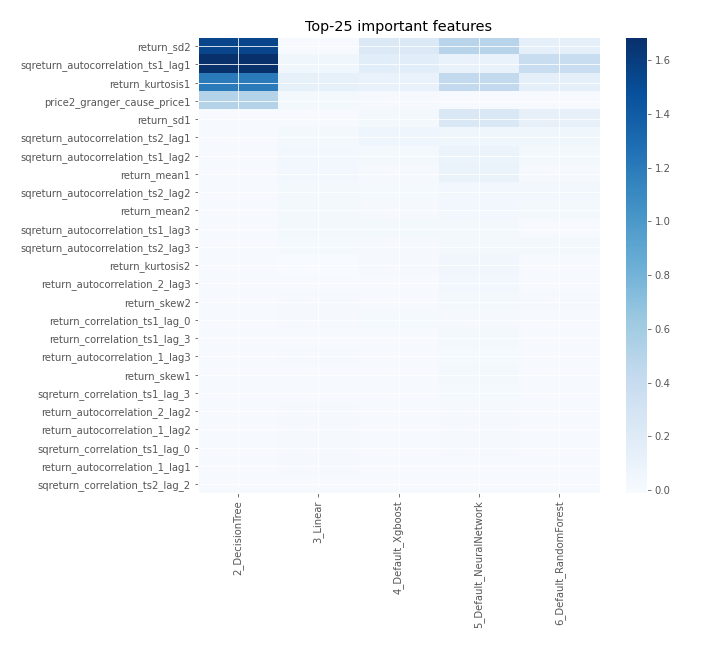 Top-25 important features
return_sd2
sqreturn_autocorrelation_ts1_lag1
return_kurtosis1
price2_granger_cause_price1
return_sd1
sqreturn_autocorrelation_ts2_lag1
sqreturn_autocorrelation_ts1_lag2
return_mean1
sqreturn_autocorrelation_ts2_lag2
return_mean2
sqreturn_autocorrelation_ts1_lag3
sqreturn_autocorrelation_ts2_lag3
return_kurtosis2
return_autocorrelation_2_lag3
return_skew2
return_correlation_ts1_lag_0
return_correlation_ts1_lag_3
return_autocorrelation_1_lag3
return_skew1
sqreturn_correlation_ts1_lag_3
return_autocorrelation_2_lag2
return_autocorrelation_1_lag2
sqreturn_correlation_ts1_lag_0
return_autocorrelation_1_lag1
sqreturn_correlation_ts2_lag_2
2_DecisionTree
3_Linear
4_Default_Xgboost
5_Default_NeuralNetwork
6_Default_RandomForest
1.6
1.4
1.2
1.0
0.8
0.6
0.4
0.2
0.0